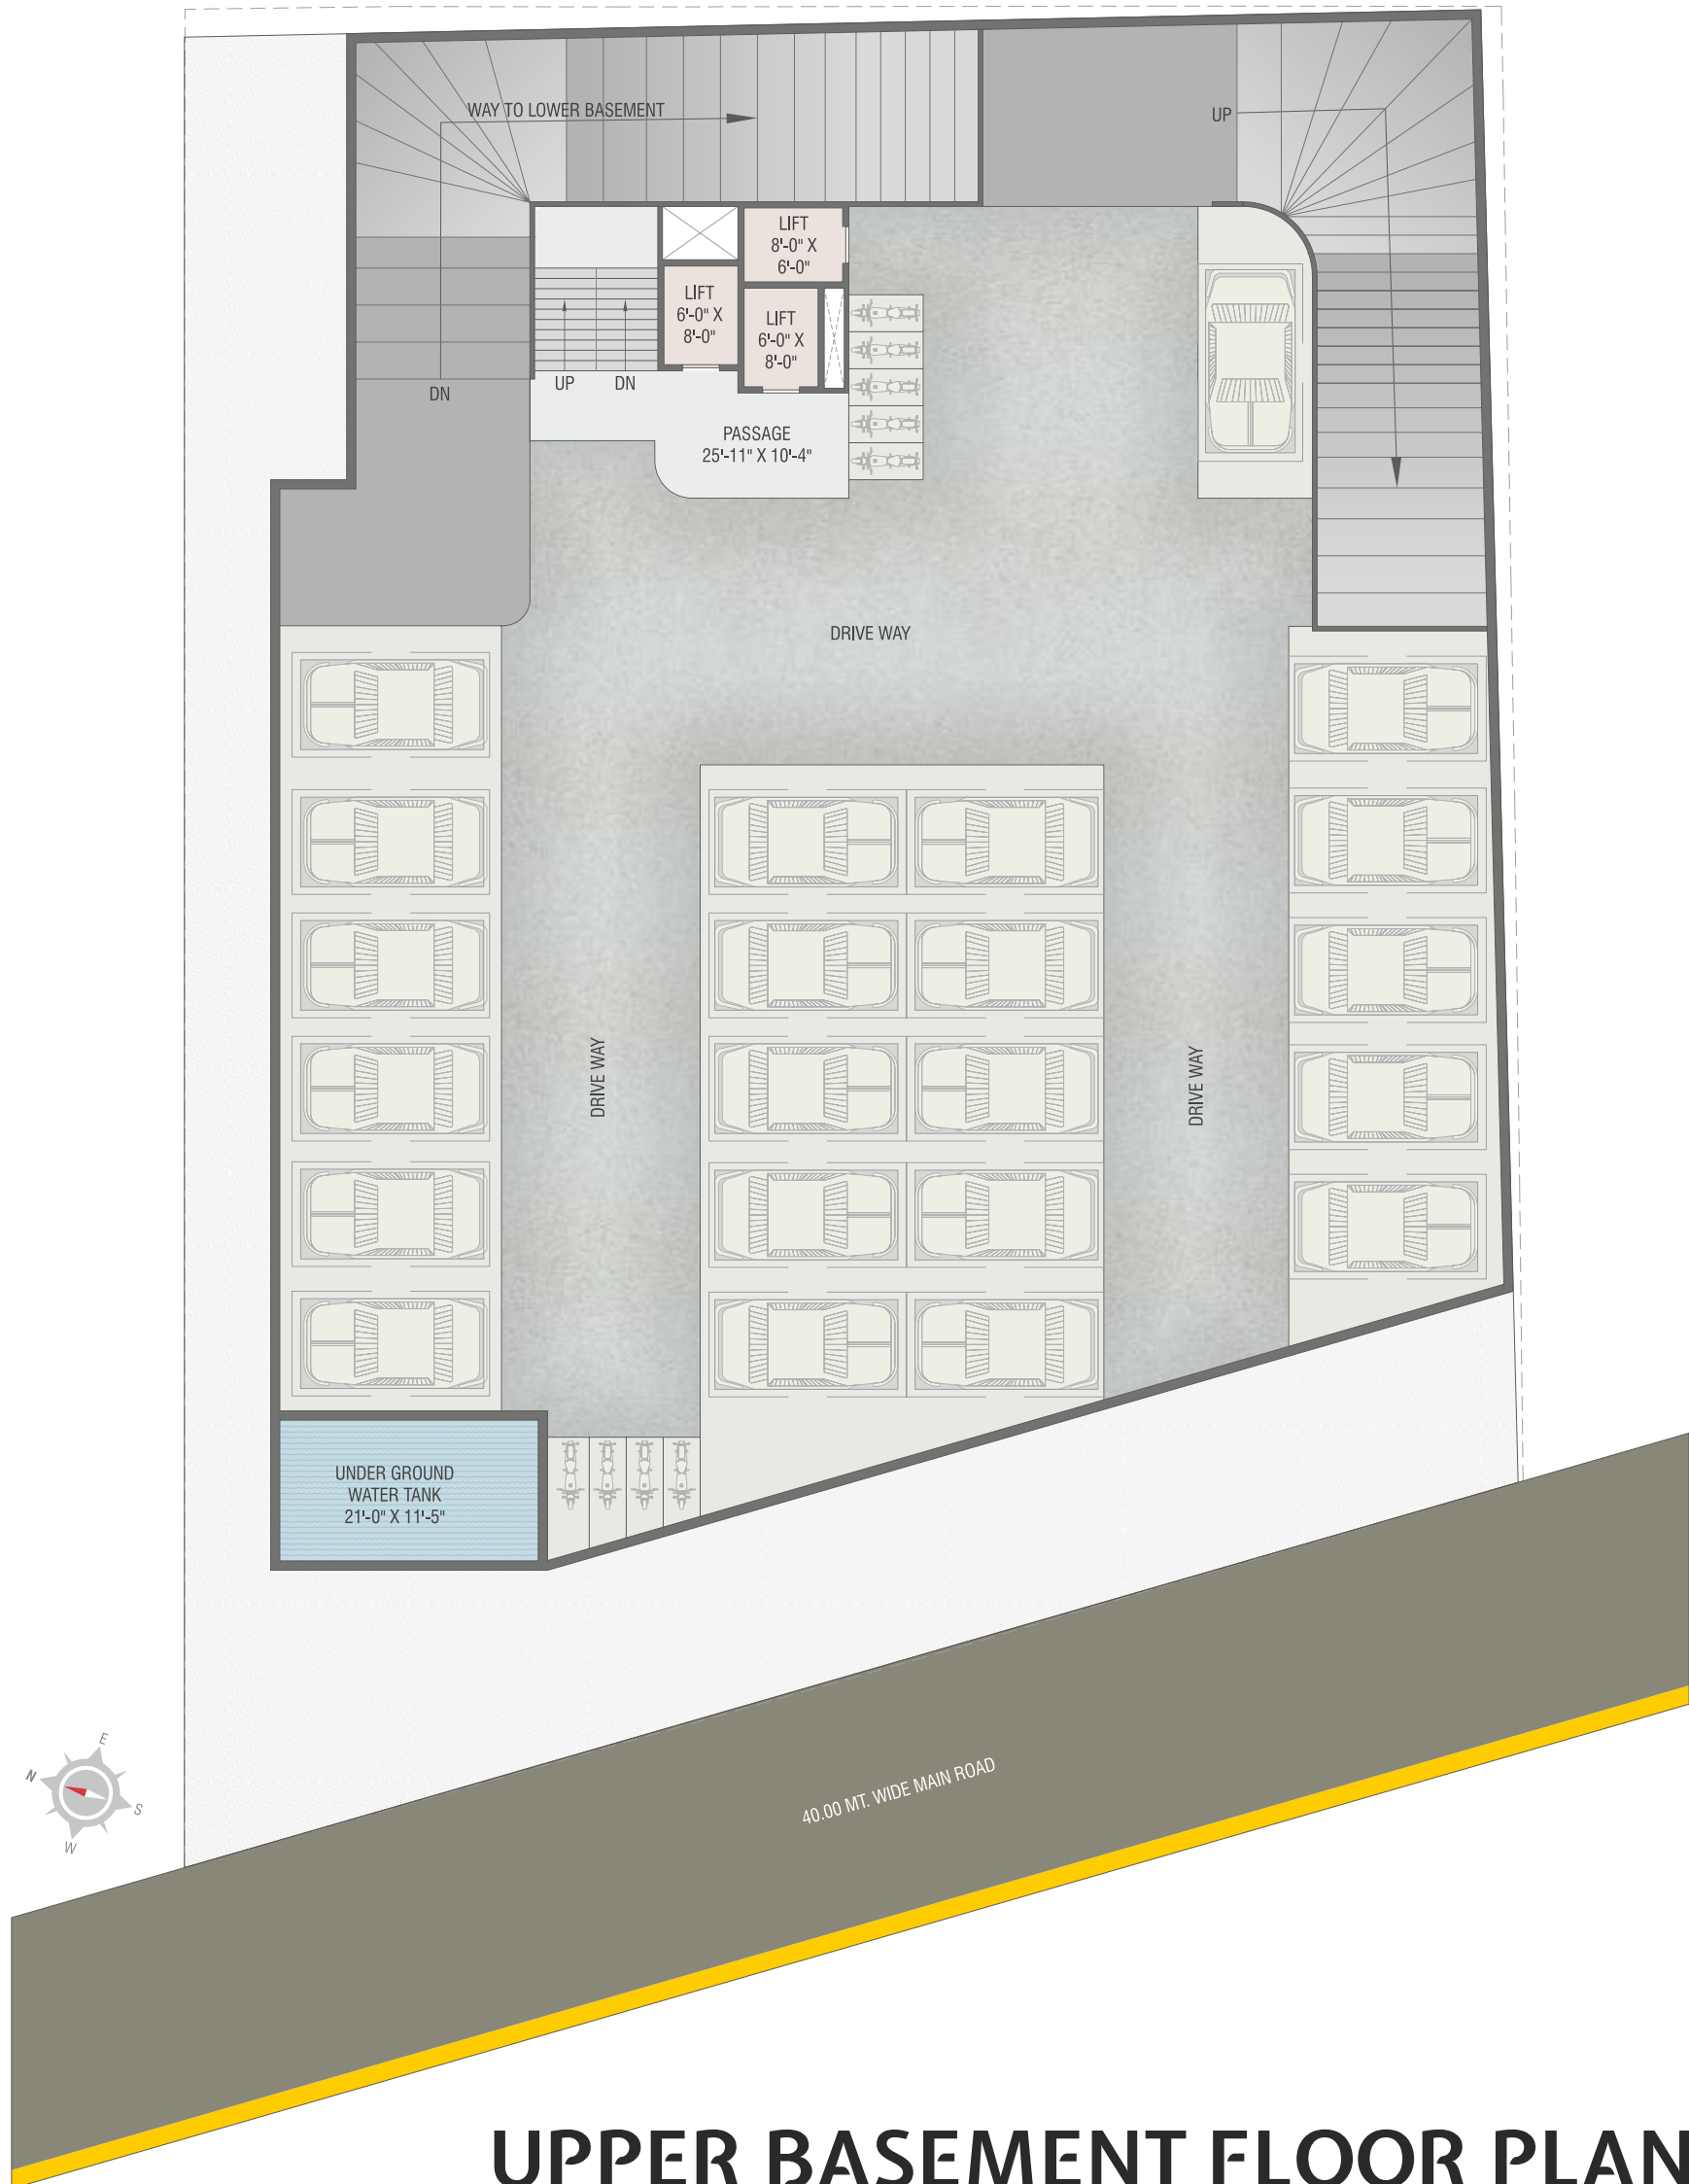 WAY TO LOWER BASEMENT
UP
LIFT
8'-0" X
6'-0"
LIFT
6'-0" X
8'-0"
LIFT
6'-0" X
8'-0"
DN
UP
DN
PASSAGE
25'-11" X 10'-4"
DRIVE WAY
DRIVE WAY
DRIVE WAY
UNDER GROUND
WATER TANK
21'-0" X 11'-5"
E
N
S
W
40.00 MT. WIDE MAIN ROAD
UPPER BASEMENT FLOOR PLAN